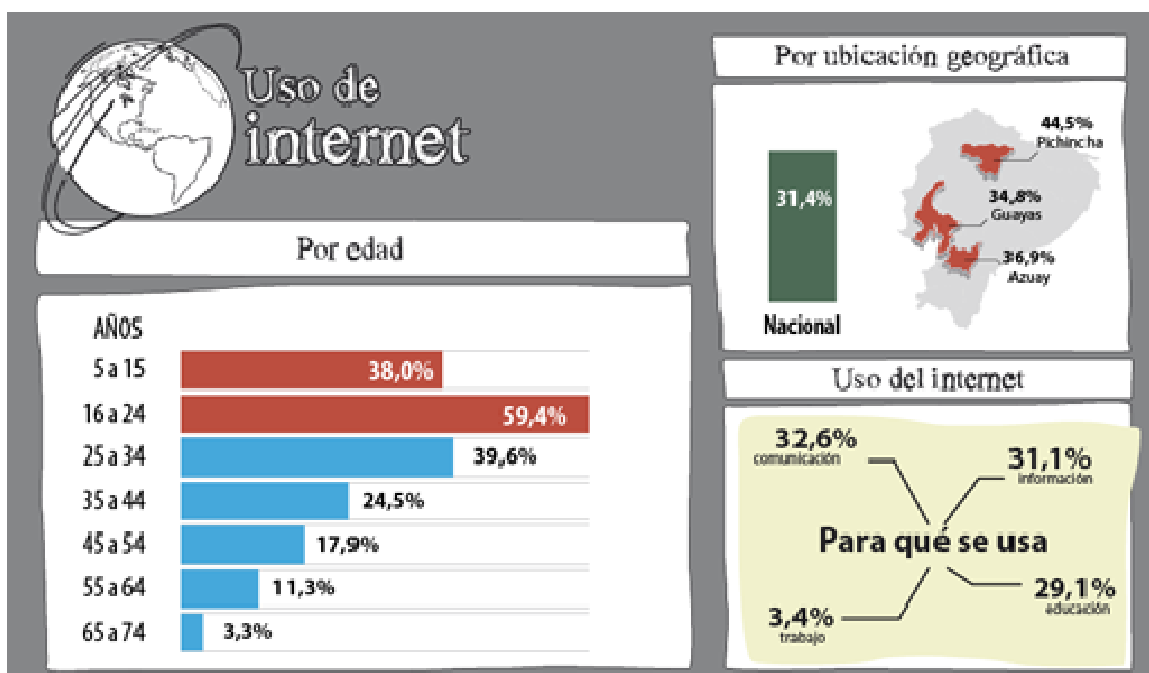 Uso de
internet
Por edad
AÑOS
5 a 15 38,0%
16 a 24 59,4%
25 a 34 39,6%
35 a 44 24,5%
45 a 54 17,9%
55 a 64 11,3%
65 a 74 3,3%
Por ubicación geográfica
31,4%
Nacional
44,5%
Pichincha
34,8%
Guayas
36,9%
Azuay
Uso del internet
32,6%
comunicación
31,1%
información
Para qué se usa
29,1%
educación
3,4%
trabajo